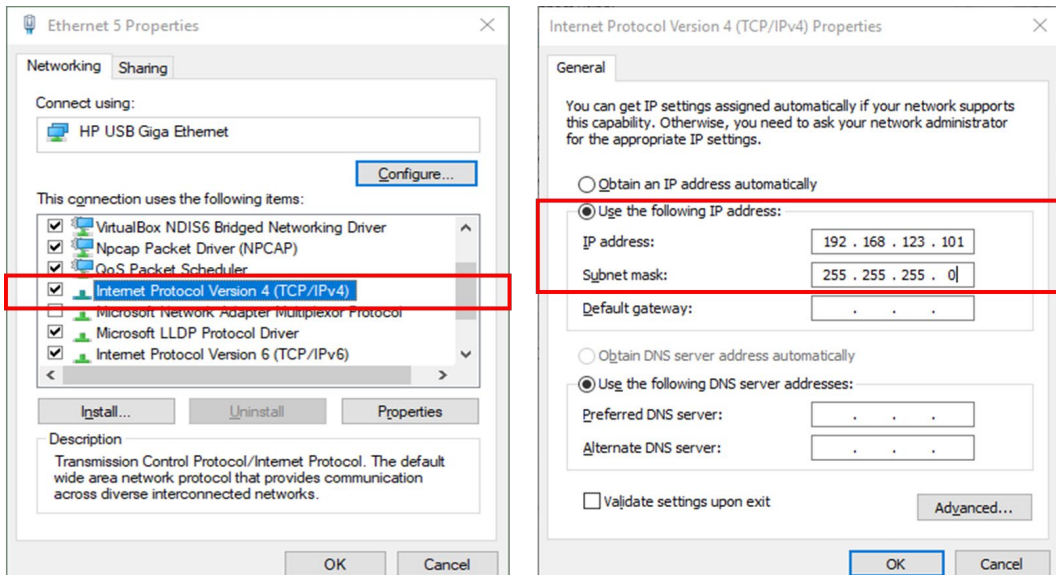 Ethernet 5 Properties
Networking
Sharing
Connect using:
HP USB Giga Ethernet
Configure...
This connection uses the following items:
VirtualBox NDIS6 Bridged Networking Driver
Npcap Packet Driver (NPCAP)
QoS Packet Scheduler
Internet Protocol Version 4 (TCP/IPv4)
Microsoft Network Adapter Multiplexor Protocol
Microsoft LLDP Protocol Driver
Internet Protocol Version 6 (TCP/IPv6)
Install...
Uninstall
Properties
Description
Transmission Control Protocol/Internet Protocol. The default
wide area network protocol that provides communication
across diverse interconnected networks.
OK
Cancel
Internet Protocol Version 4 (TCP/IPv4) Properties
General
You can get IP settings assigned automatically if your network supports
this capability. Otherwise, you need to ask your network administrator
for the appropriate IP settings.
Obtain an IP address automatically
Use the following IP address:
IP address: 192 . 168 . 123 . 101
Subnet mask: 255 . 255 . 255 . 0
Default gateway: . . .
Obtain DNS server address automatically
Use the following DNS server addresses:
Preferred DNS server: . . .
Alternate DNS server: . . .
Validate settings upon exit
Advanced...
OK
Cancel